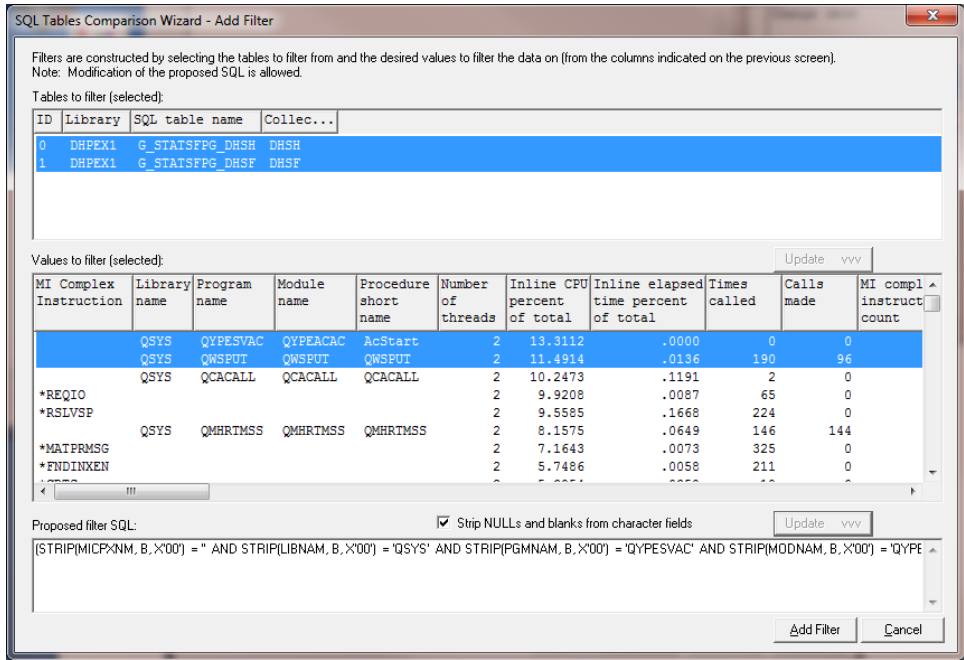 SQL Tables Comparison Wizard - Add Filter
Filters are constructed by selecting the tables to filter from and the desired values to filter the data on (from the columns indicated on the previous screen).
Note: Modification of the proposed SQL is allowed.
Tables to filter (selected):
ID Library SQL table name Collec...
0 DHPEX1 G_STATSFPG_DHSH DHSH
1 DHPEX1 G_STATSFPG_DHSF DHSF
Values to filter (selected):
Update vvv
MI Complex Library Program Module Procedure Number Inline CPU Inline elapsed Times Calls MI compl
Instruction name name name short of percent time percent called made instruct
name threads of total of total count
QSYS QYPESVAC QYPEACAC AcStart 2 13.3112 .0000 0 0
QSYS QWSPUT QWSPUT QWSPUT 2 11.4914 .0136 190 96
QSYS QCACALL QCACALL QCACALL 2 10.2473 .1191 2 0
*REQIO 2 9.9208 .0087 65 0
*RSLVSP 2 9.5585 .1668 224 0
QSYS QMHRTMSS QMHRTMSS QMHRTMSS 2 8.1575 .0649 146 144
*MATPRMSG 2 7.1643 .0073 325 0
*FNDINXEN 2 5.7486 .0058 211 0
Proposed filter SQL:
Strip NULLs and blanks from character fields
Update vvv
(STRIP(MICPXNM, B, X'00') = '' AND STRIP(LIBNAM, B, X'00') = 'QSYS' AND STRIP(PGMNAM, B, X'00') = 'QYPESVAC' AND STRIP(MODNAM, B, X'00') = 'QYPE
Add Filter
Cancel